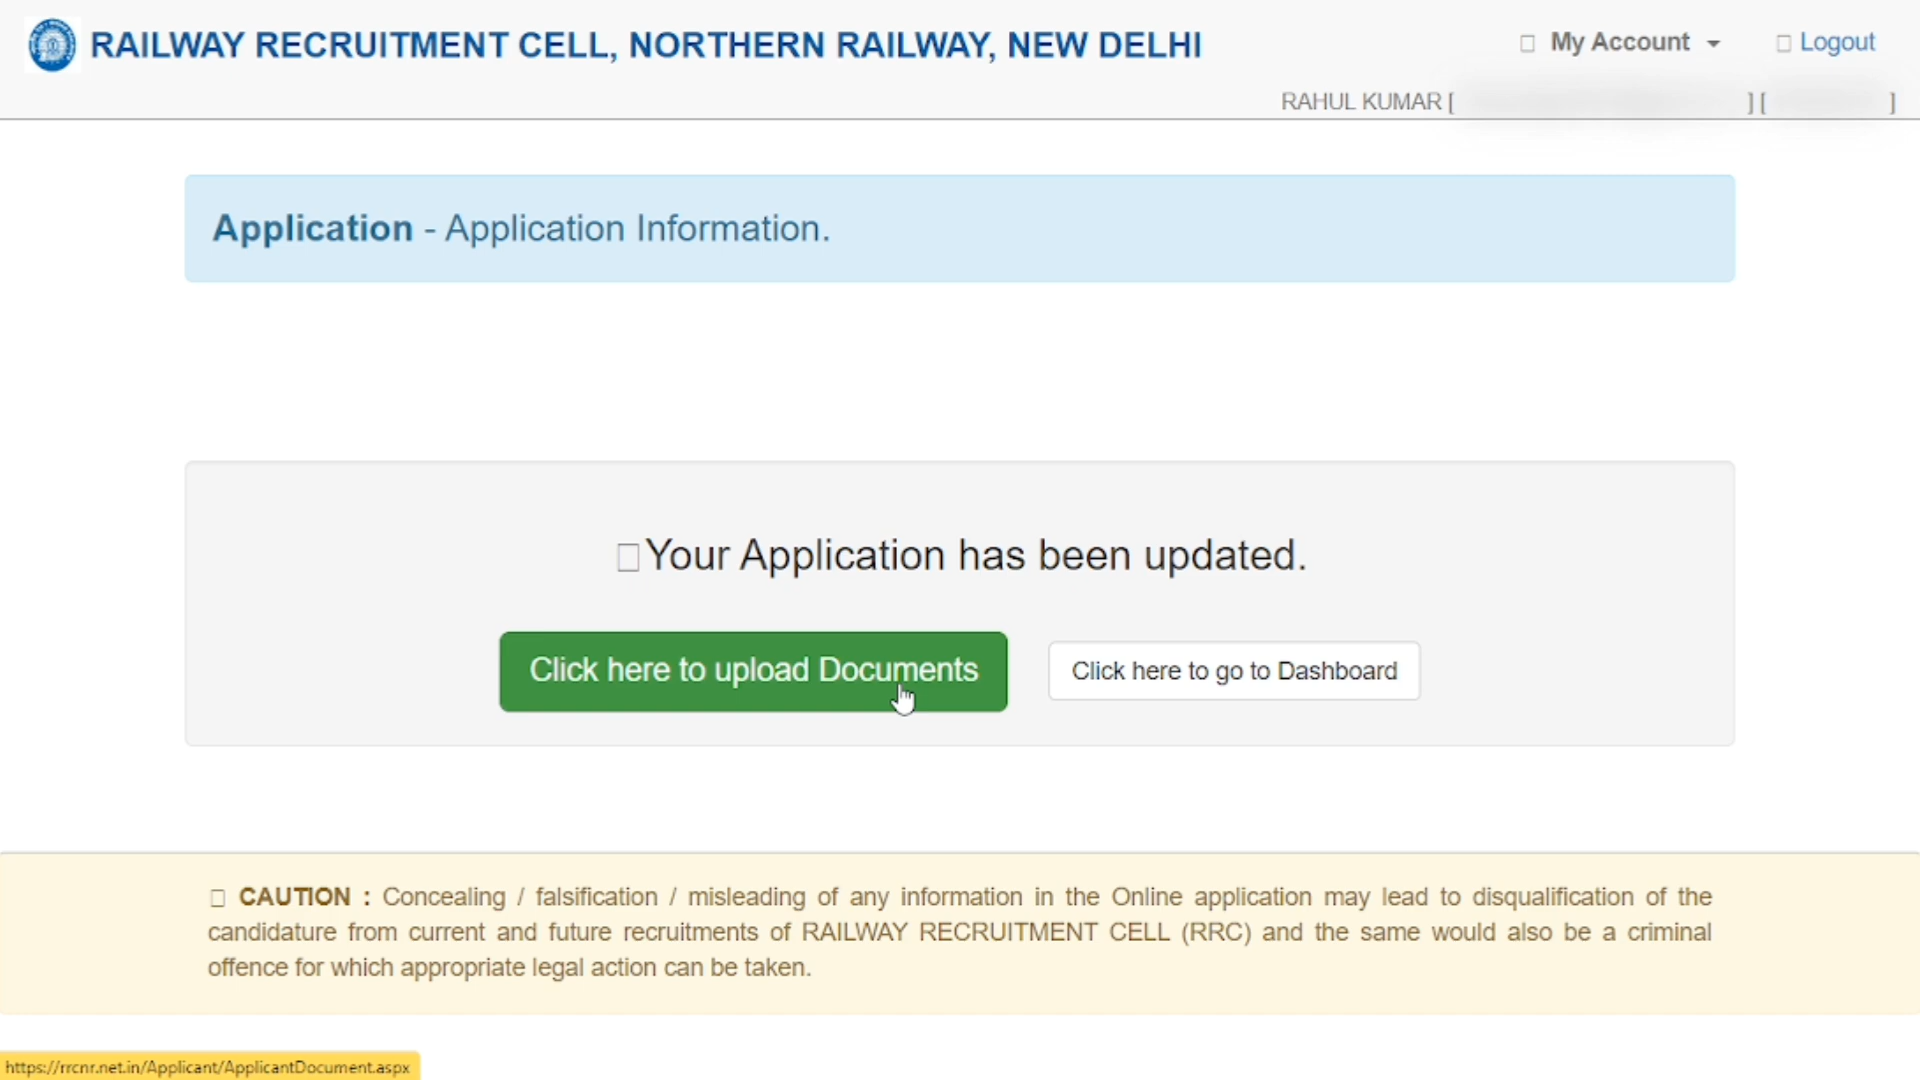 RAILWAY RECRUITMENT CELL, NORTHERN RAILWAY, NEW DELHI
My Account
Logout
RAHUL KUMAR [ ] [ ]
Application - Application Information.
Your Application has been updated.
Click here to upload Documents
Click here to go to Dashboard
CAUTION : Concealing / falsification / misleading of any information in the Online application may lead to disqualification of the
candidature from current and future recruitments of RAILWAY RECRUITMENT CELL (RRC) and the same would also be a criminal
offence for which appropriate legal action can be taken.
https://rrcnr.net.in/Applicant/ApplicantDocument.aspx